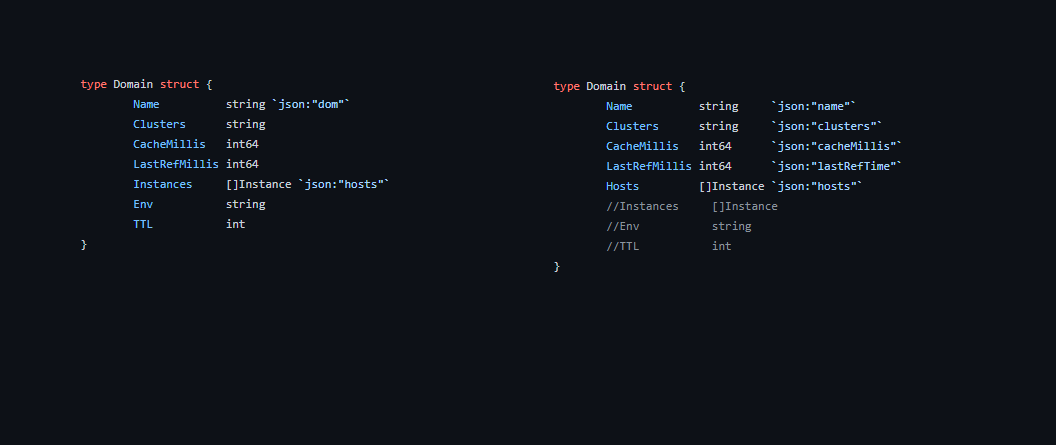 type Domain struct {
Name string `json:"dom"`
Clusters string
CacheMillis int64
LastRefMillis int64
Instances []Instance `json:"hosts"`
Env string
TTL int
}
type Domain struct {
Name string `json:"name"`
Clusters string `json:"clusters"`
CacheMillis int64 `json:"cacheMillis"`
LastRefMillis int64 `json:"lastRefTime"`
Hosts []Instance `json:"hosts"`
//Instances []Instance
//Env string
//TTL int
}